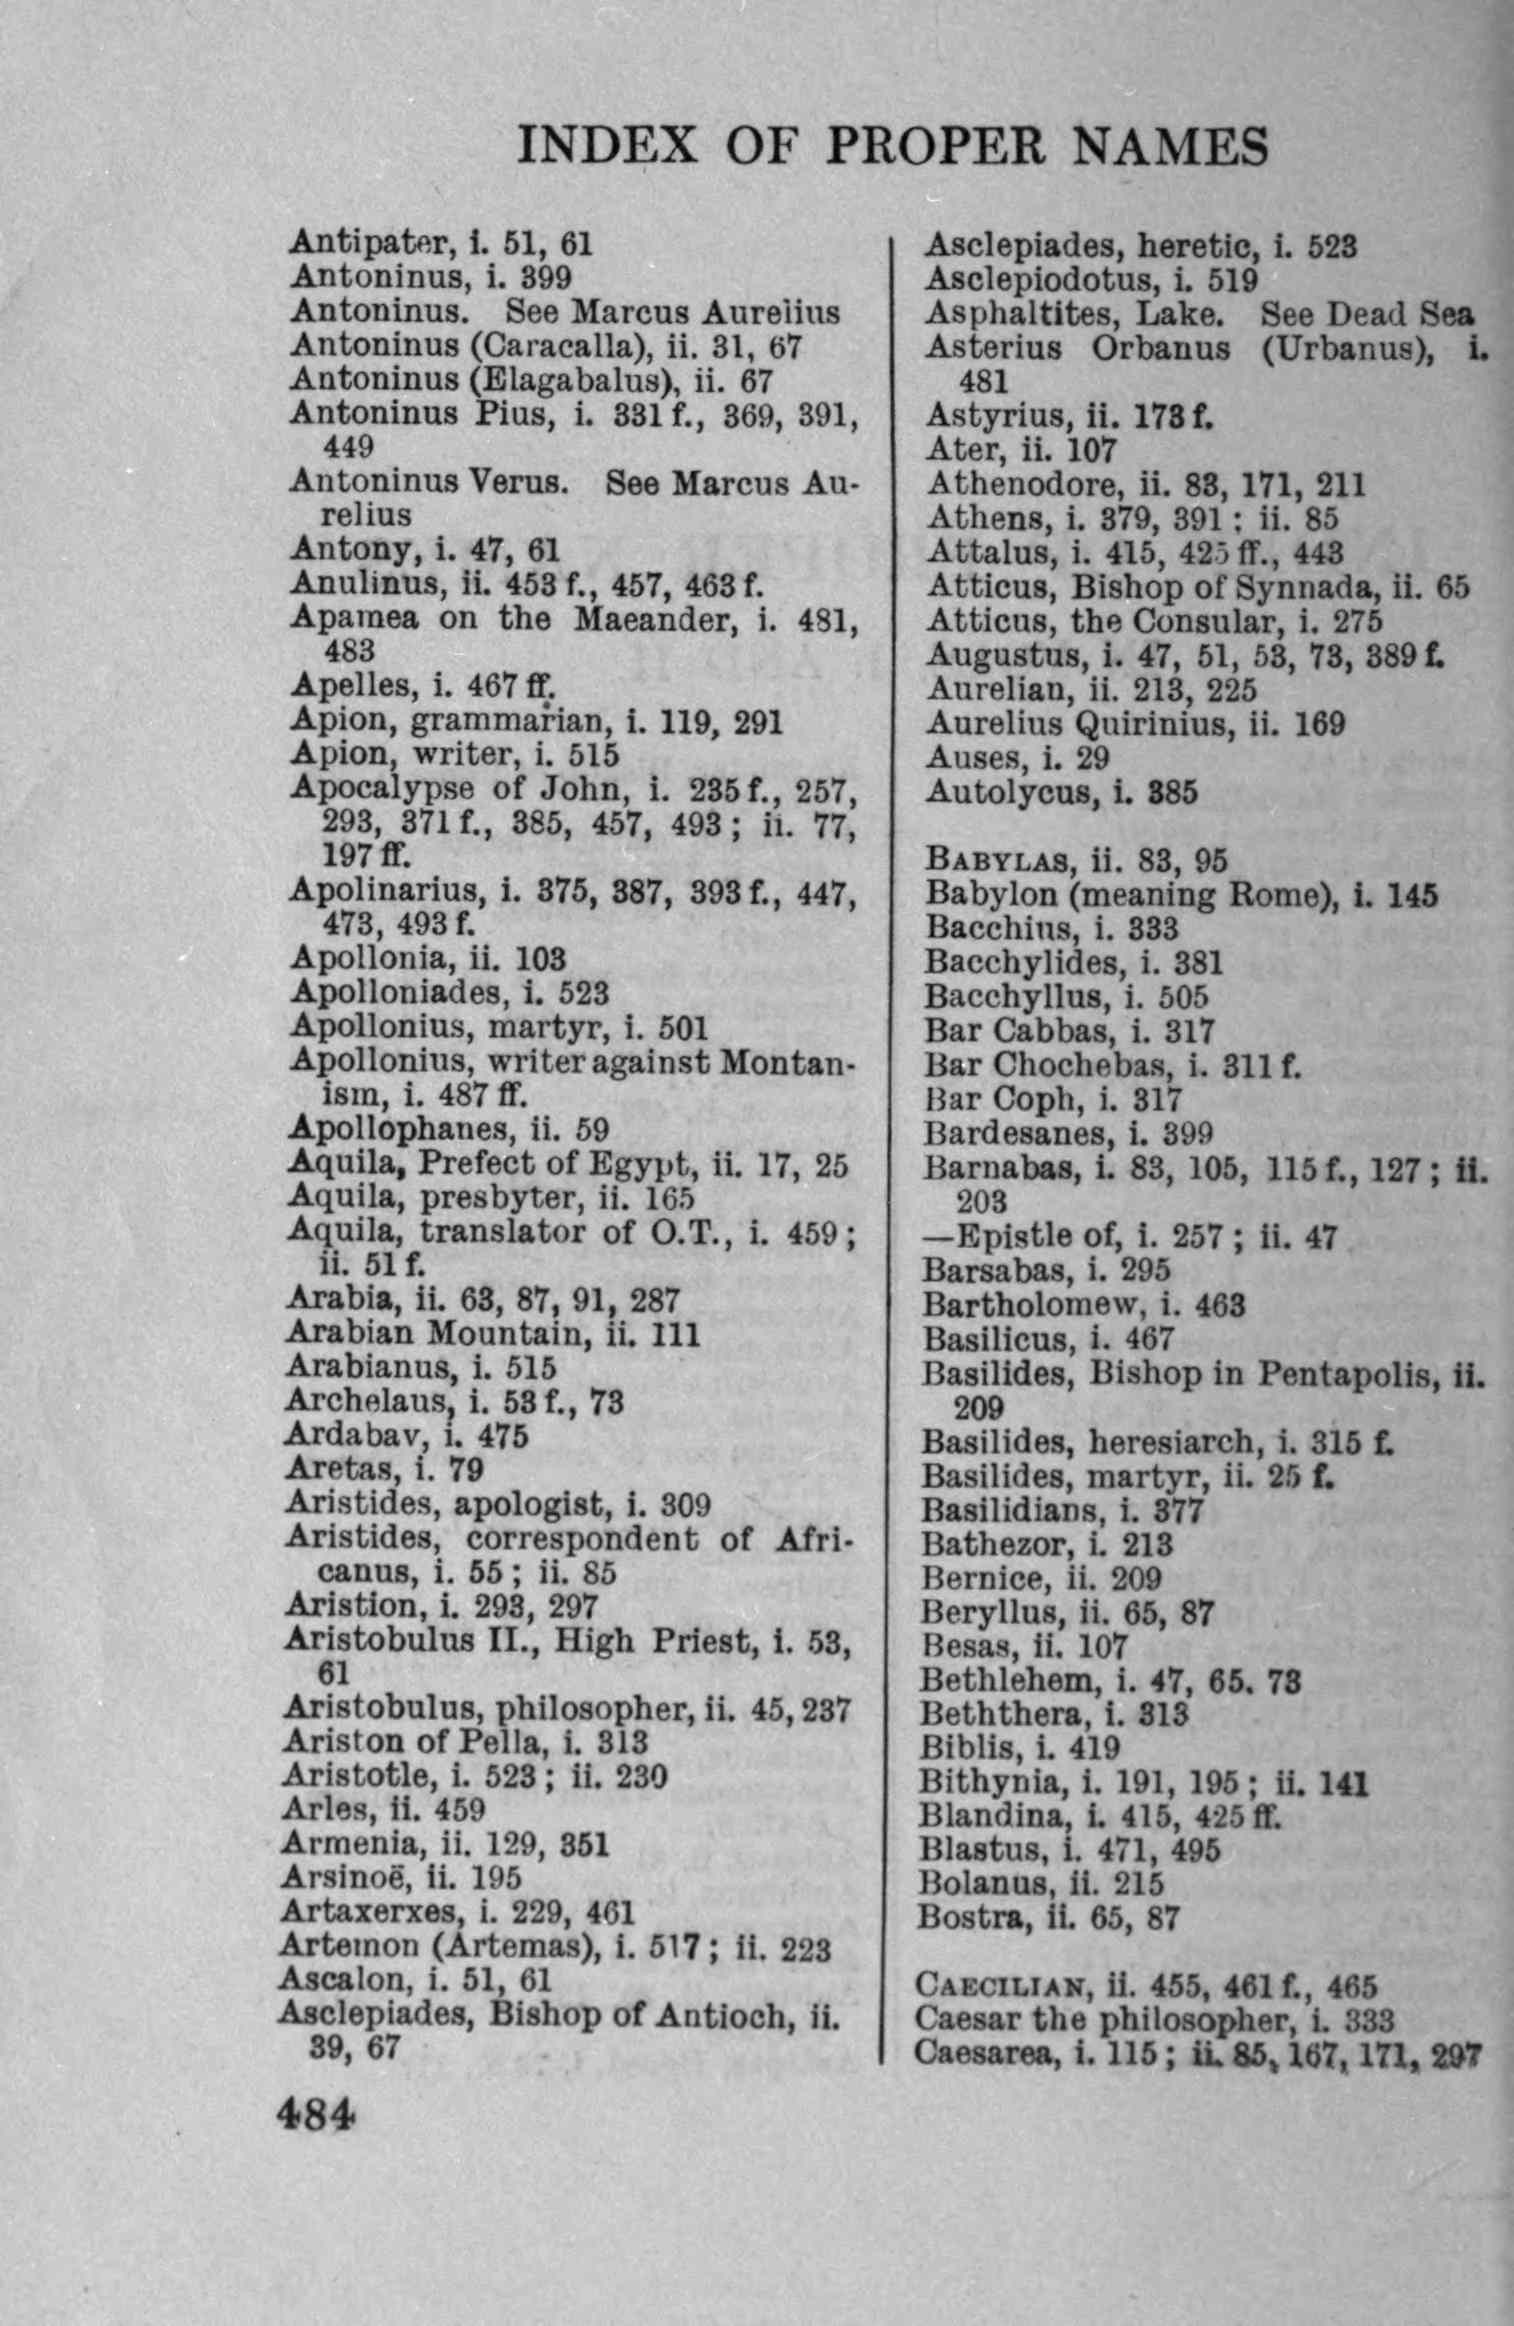 INDEX OF PROPER NAMES
Antipater, i. 51, 61
Antoninus, i. 399
Antoninus. See Marcus Aurelius
Antoninus (Caracalla), ii. 31, 67
Antoninus (Elagabalus), ii. 67
Antoninus Pius, i. 331 f., 369, 391,
449
Antoninus Verus. See Marcus Au-
relius
Antony, i. 47, 61
Anulinus, ii. 453 f., 457, 463 f.
Apamea on the Maeander, i. 481,
483
Apelles, i. 467 ff.
Apion, grammarian, i. 119, 291
Apion, writer, i. 515
Apocalypse of John, i. 235 f., 257,
293, 371 f., 385, 457, 493 ; ii. 77,
197 ff.
Apolinarius, i. 375, 387, 393 f., 447,
473, 493 f.
Apollonia, ii. 103
Apolloniades, i. 523
Apollonius, martyr, i. 501
Apollonius, writer against Montan-
ism, i. 487 ff.
Apollophanes, ii. 59
Aquila, Prefect of Egypt, ii. 17, 25
Aquila, presbyter, ii. 165
Aquila, translator of O.T., i. 459 ;
ii. 51 f.
Arabia, ii. 63, 87, 91, 287
Arabian Mountain, ii. 111
Arabianus, i. 515
Archelaus, i. 53 f., 73
Ardabav, i. 475
Aretas, i. 79
Aristides, apologist, i. 309
Aristides, correspondent of Afri-
canus, i. 55 ; ii. 85
Aristion, i. 293, 297
Aristobulus II., High Priest, i. 53,
61
Aristobulus, philosopher, ii. 45, 237
Ariston of Pella, i. 313
Aristotle, i. 523 ; ii. 230
Arles, ii. 459
Armenia, ii. 129, 351
Arsinoë, ii. 195
Artaxerxes, i. 229, 461
Artemon (Artemas), i. 517 ; ii. 223
Ascalon, i. 51, 61
Asclepiades, Bishop of Antioch, ii.
39, 67
Asclepiades, heretic, i. 523
Asclepiodotus, i. 519
Asphaltites, Lake. See Dead Sea
Asterius Orbanus (Urbanus), i.
481
Astyrius, ii. 173 f.
Ater, ii. 107
Athenodore, ii. 83, 171, 211
Athens, i. 379, 391 ; ii. 85
Attalus, i. 415, 425 ff., 443
Atticus, Bishop of Synnada, ii. 65
Atticus, the Consular, i. 275
Augustus, i. 47, 51, 53, 73, 389 f.
Aurelian, ii. 213, 225
Aurelius Quirinius, ii. 169
Auses, i. 29
Autolycus, i. 385
BABYLAS, ii. 83, 95
Babylon (meaning Rome), i. 145
Bacchius, i. 333
Bacchylides, i. 381
Bacchyllus, i. 505
Bar Cabbas, i. 317
Bar Chochebas, i. 311 f.
Bar Coph, i. 317
Bardesanes, i. 399
Barnabas, i. 83, 105, 115 f., 127 ; ii.
203
—Epistle of, i. 257 ; ii. 47
Barsabas, i. 295
Bartholomew, i. 463
Basilicus, i. 467
Basilides, Bishop in Pentapolis, ii.
209
Basilides, heresiarch, i. 315 f.
Basilides, martyr, ii. 25 f.
Basilidians, i. 377
Bathezor, i. 213
Bernice, ii. 209
Beryllus, ii. 65, 87
Besas, ii. 107
Bethlehem, i. 47, 65. 73
Beththera, i. 313
Biblis, i. 419
Bithynia, i. 191, 195 ; ii. 141
Blandina, i. 415, 425 ff.
Blastus, i. 471, 495
Bolanus, ii. 215
Bostra, ii. 65, 87
CAECILIAN, ii. 455, 461 f., 465
Caesar the philosopher, i. 333
Caesarea, i. 115 ; ii. 85, 167, 171, 297
484